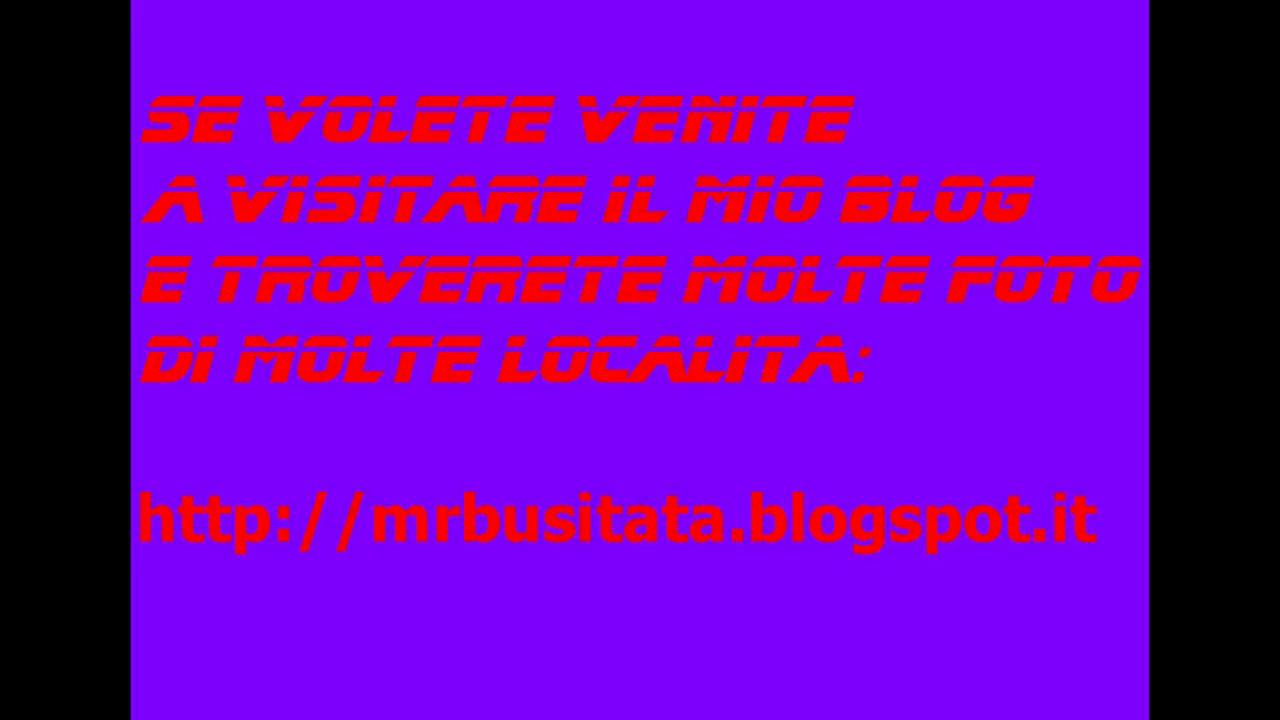 SE VOLETE VENITE
A VISITARE IL MIO BLOG
E TROVERETE MOLTE FOTO
DI MOLTE LOCALITA:
http://mrbusitata.blogspot.it